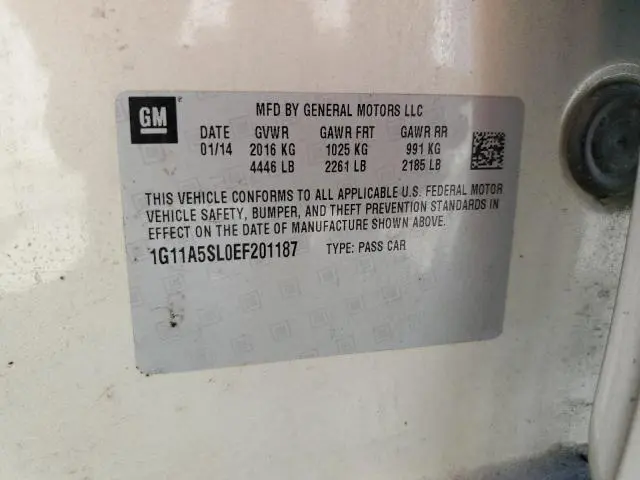 GM MFD BY GENERAL MOTORS LLC
DATE GVWR GAWR FRT GAWR RR
01/14 2016 KG 1025 KG 991 KG
4446 LB 2261 LB 2185 LB
THIS VEHICLE CONFORMS TO ALL APPLICABLE U.S. FEDERAL MOTOR
VEHICLE SAFETY, BUMPER, AND THEFT PREVENTION STANDARDS IN
EFFECT ON THE DATE OF MANUFACTURE SHOWN ABOVE.
1G11A5SL0EF201187 TYPE: PASS CAR